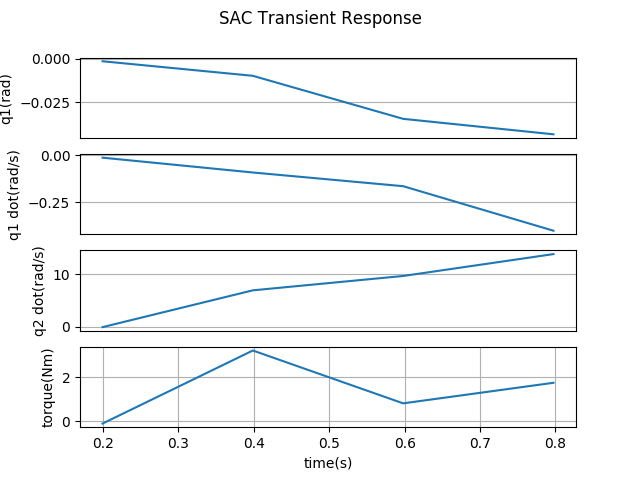 SAC Transient Response
0.000
−0.025
q1(rad)
0.00
−0.25
q1 dot(rad/s)
10
0
q2 dot(rad/s)
2
0
torque(Nm)
0.2 0.3 0.4 0.5 0.6 0.7 0.8
time(s)